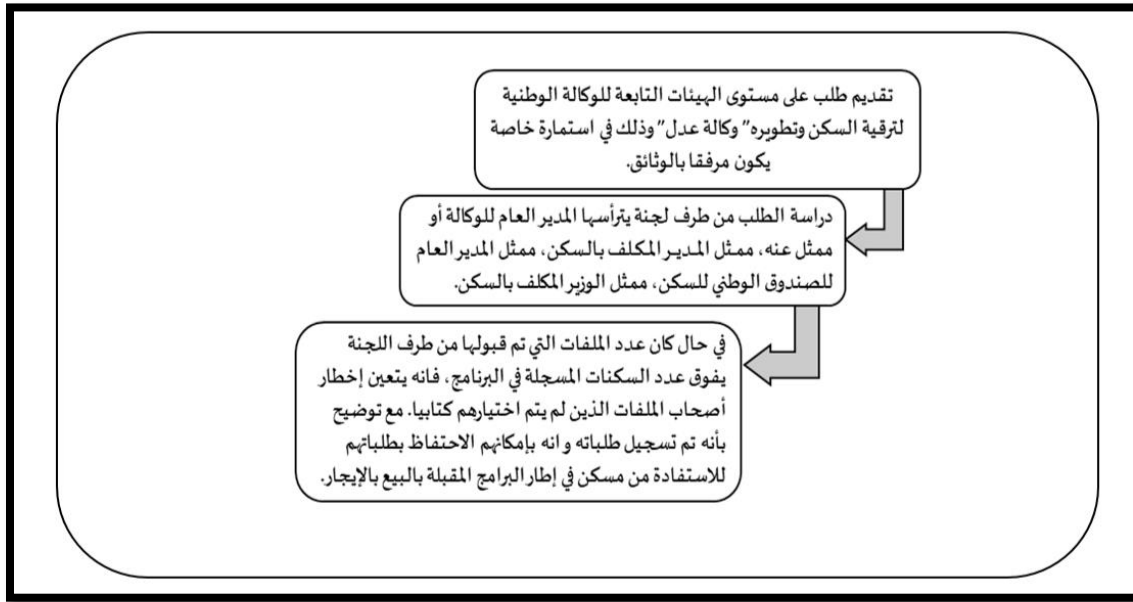 تقديم طلب على مستوى الهيئات التابعة للوكالة الوطنية
لترقية السكن وتطويره" وكالة عدل" وذلك في استمارة خاصة
يكون مرفقا بالوثائق.
دراسة الطلب من طرف لجنة يترأسها المدير العام للوكالة أو
ممثل عنه، ممثل المدير المكلف بالسكن، ممثل المدير العام
للصندوق الوطني للسكن، ممثل الوزير المكلف بالسكن.
في حال كان عدد الملفات التي تم قبولها من طرف اللجنة
يفوق عدد السكنات المسجلة في البرنامج، فانه يتعين إخطار
أصحاب الملفات الذين لم يتم اختيارهم كتابيا. مع توضيح
بأنه تم تسجيل طلباته و انه بإمكانهم الاحتفاظ بطلباتهم
للاستفادة من مسكن في إطار البرامج المقبلة بالبيع بالإيجار.